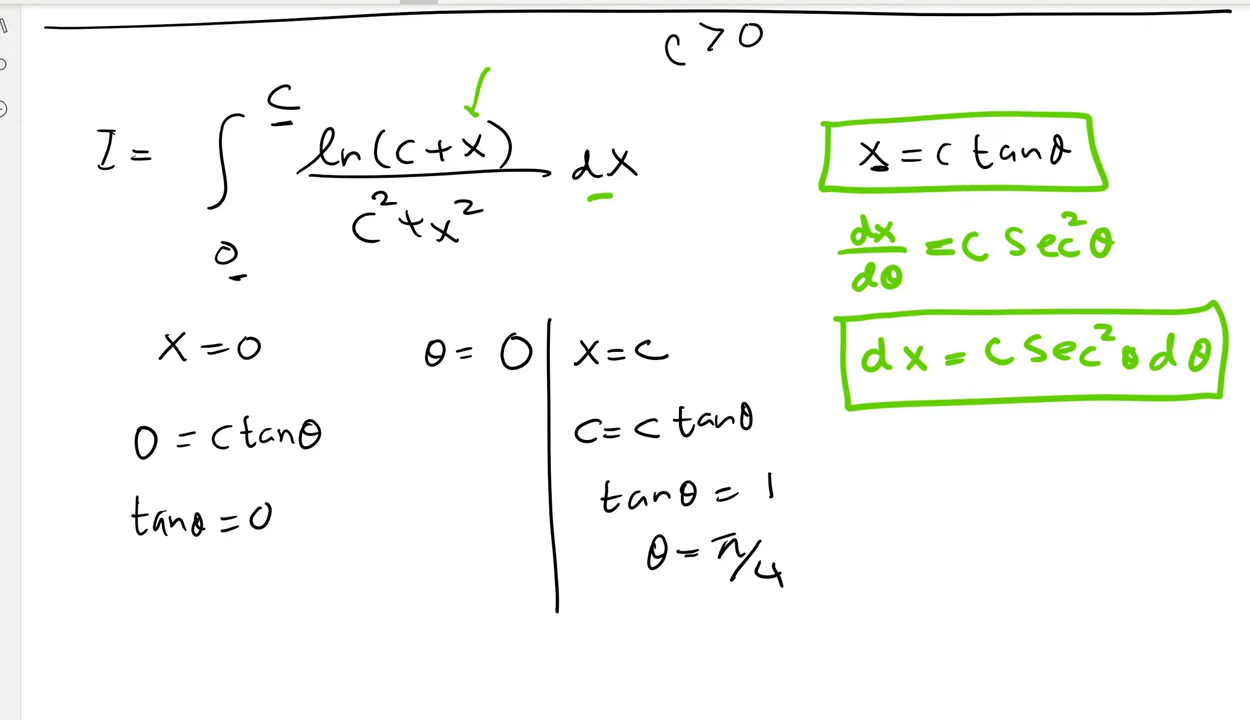 c > 0
I = ∫₀ᶜ ln(c+x) / (c²+x²) dx
x = c tanθ
dx/dθ = c sec²θ
dx = c sec²θ dθ
x = 0
θ = 0
0 = c tanθ
tanθ = 0
x = c
c = c tanθ
tanθ = 1
θ = π/4